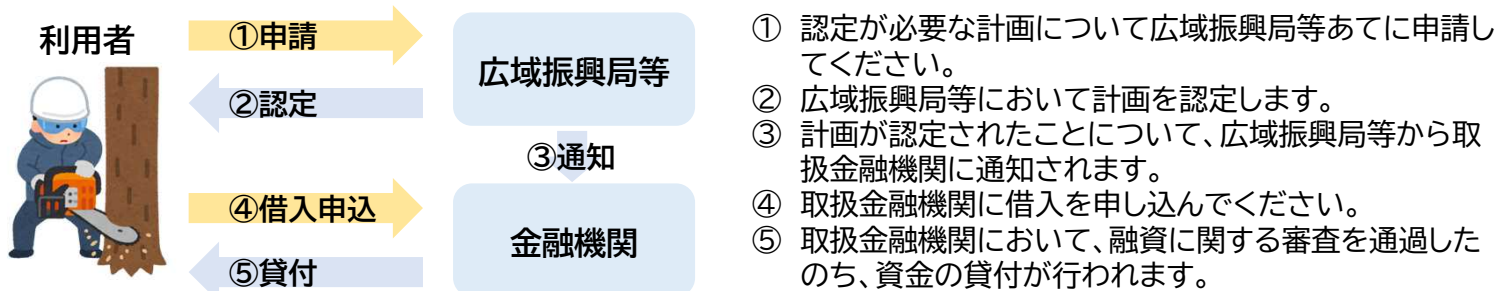 利用者
①申請
②認定
広域振興局等
③通知
④借入申込
⑤貸付
金融機関
① 認定が必要な計画について広域振興局等あてに申請し
てください。
② 広域振興局等において計画を認定します。
③ 計画が認定されたことについて、広域振興局等から取
扱金融機関に通知されます。
④ 取扱金融機関に借入を申し込んでください。
⑤ 取扱金融機関において、融資に関する審査を通過した
のち、資金の貸付が行われます。